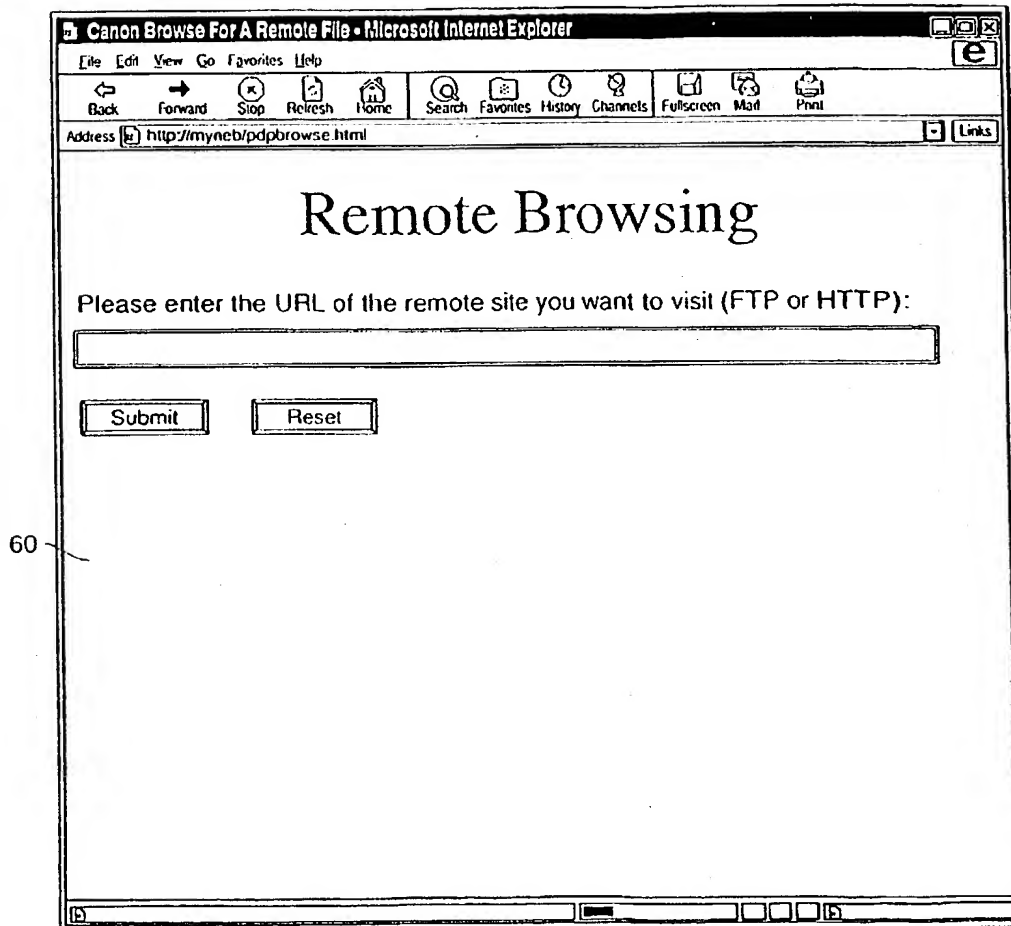 Canon Browse For A Remote File • Microsoft Internet Explorer
File Edit View Go Favorites Help
Back Forward Stop Refresh Home Search Favorites History Channels Fullscreen Mail Print
Address http://myneb/pdpbrowse.html Links
Remote Browsing
Please enter the URL of the remote site you want to visit (FTP or HTTP):
Submit Reset
60